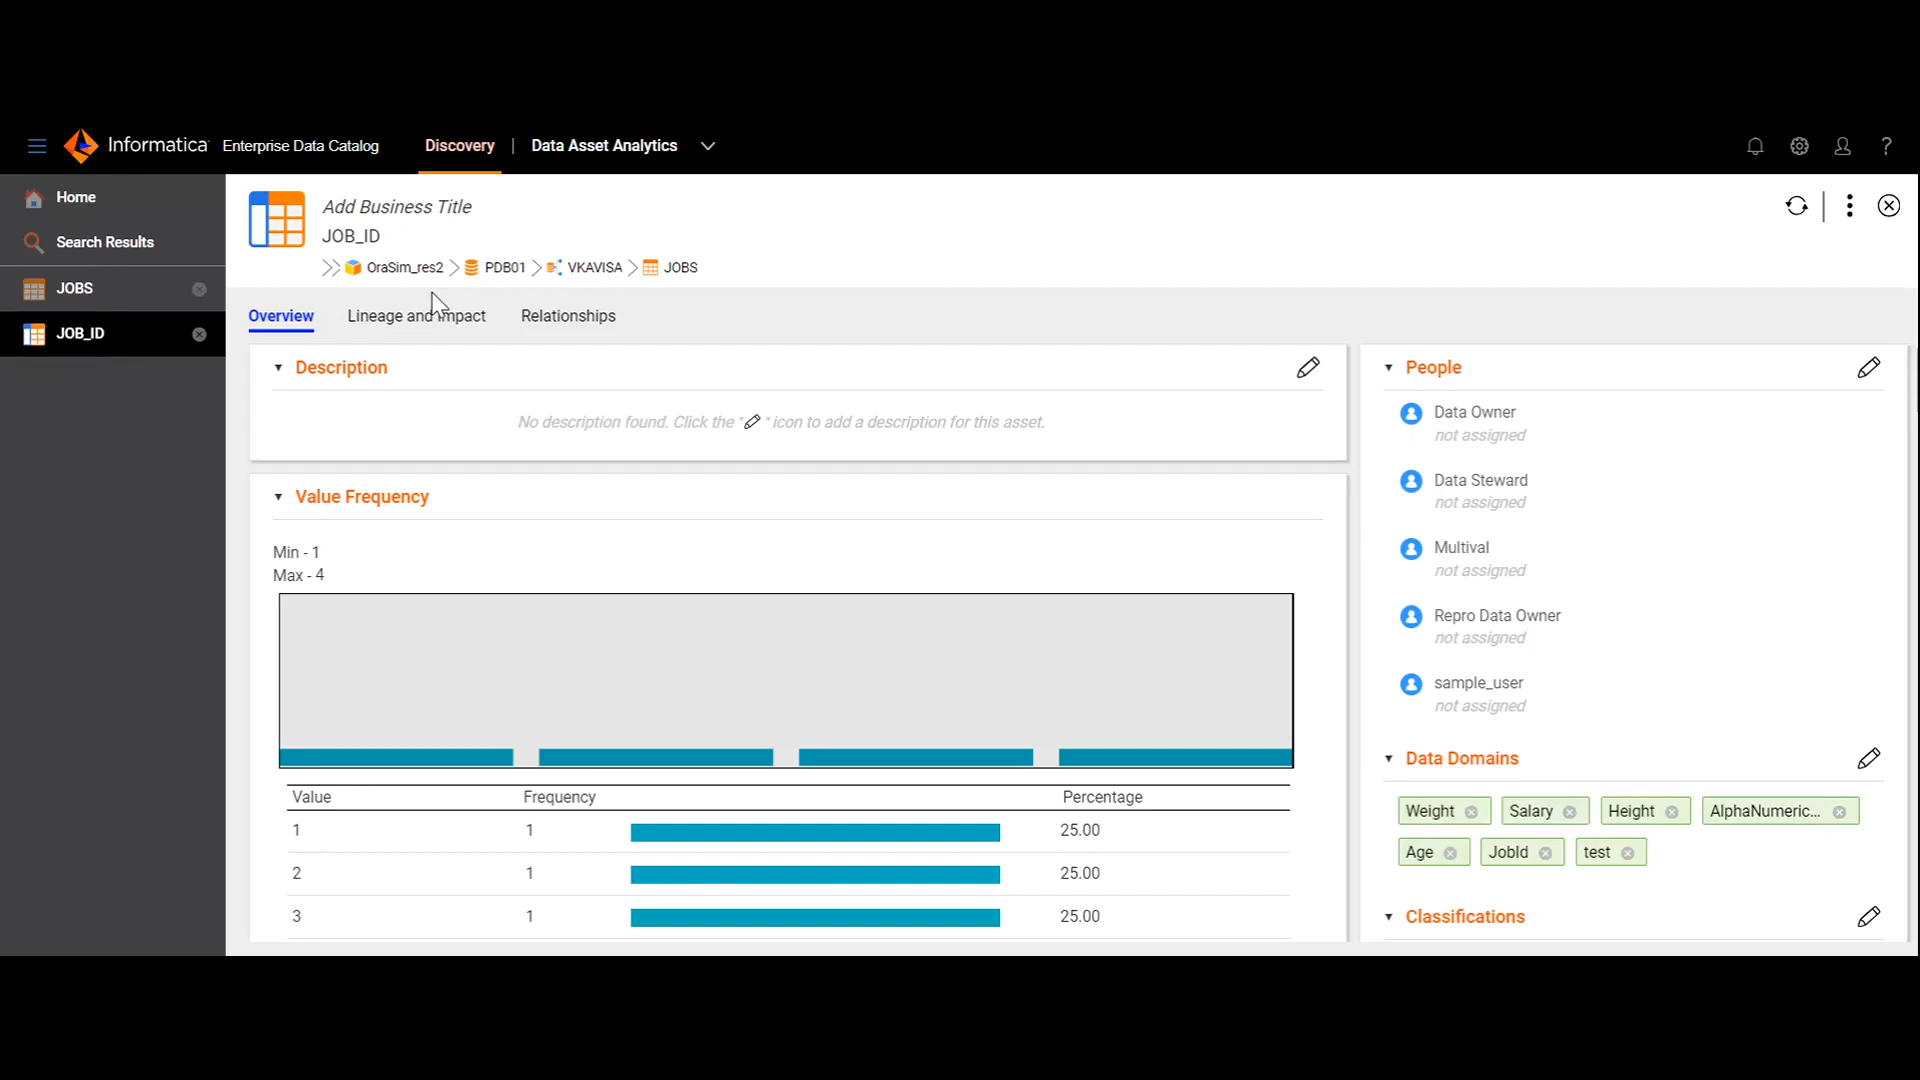 Informatica Enterprise Data Catalog Discovery | Data Asset Analytics ?
Home
Search Results
JOBS
JOB_ID
Add Business Title
JOB_ID
OraSim_res2 PDB01 VKAVISA JOBS
Overview Lineage and Impact Relationships
Description
No description found. Click the " " icon to add a description for this asset.
Value Frequency
Min - 1
Max - 4
Value Frequency Percentage
1 1 25.00
2 1 25.00
3 1 25.00
People
Data Owner
not assigned
Data Steward
not assigned
Multival
not assigned
Repro Data Owner
not assigned
sample_user
not assigned
Data Domains
Weight Salary Height AlphaNumeric...
Age JobId test
Classifications